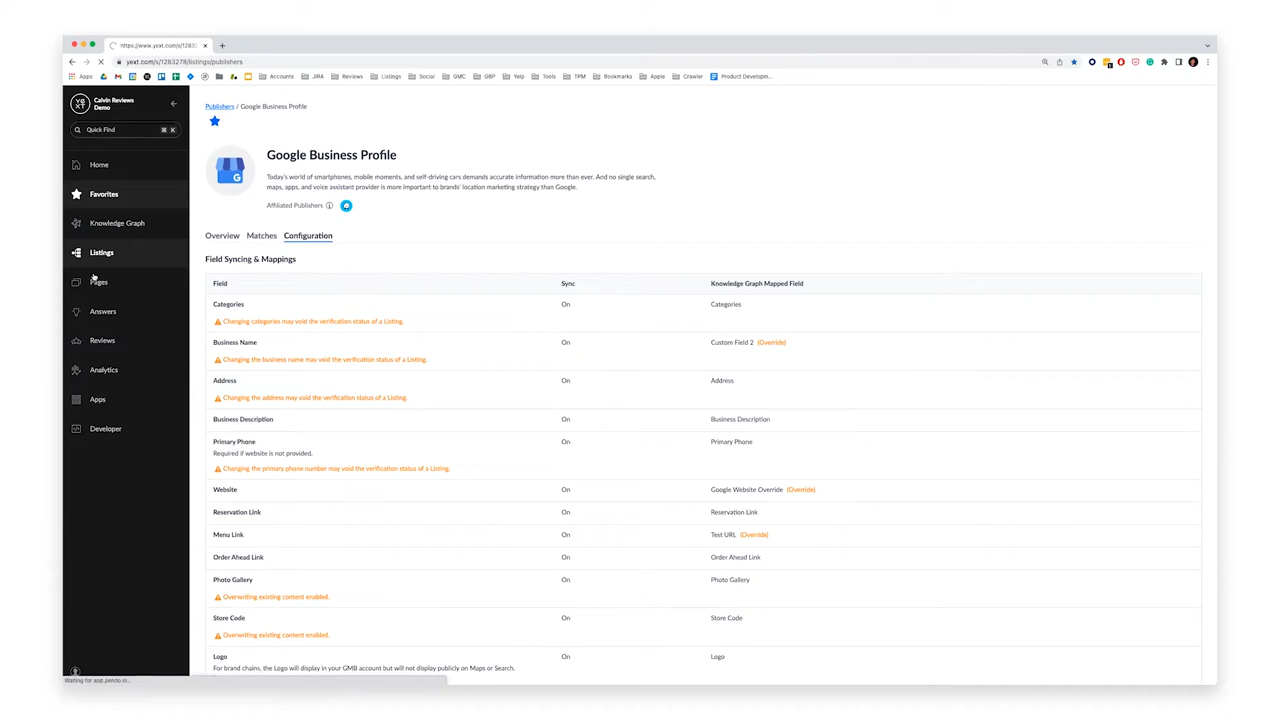 https://www.yext.com/s/1283:
yext.com/s/1283278/listings/publishers
Apps
Accounts
JIRA
Reviews
Listings
Social
GMC
GBP
Yelp
Tools
TPM
Bookmarks
Apple
Crawler
Product Developm...
yext
Calvin Reviews
Demo
Quick Find
⌘ K
Home
Favorites
Knowledge Graph
Listings
Pages
Answers
Reviews
Analytics
Apps
Developer
Waiting for app.pendo.io...
Publishers / Google Business Profile
G
Google Business Profile
Today's world of smartphones, mobile moments, and self-driving cars demands accurate information more than ever. And no single search,
maps, apps, and voice assistant provider is more important to brands' location marketing strategy than Google.
Affiliated Publishers
Overview Matches Configuration
Field Syncing & Mappings
Field Sync Knowledge Graph Mapped Field
Categories On Categories
Changing categories may void the verification status of a Listing.
Business Name On Custom Field 2 (Override)
Changing the business name may void the verification status of a Listing.
Address On Address
Changing the address may void the verification status of a Listing.
Business Description On Business Description
Primary Phone On Primary Phone
Required if website is not provided.
Changing the primary phone number may void the verification status of a Listing.
Website On Google Website Override (Override)
Reservation Link On Reservation Link
Menu Link On Test URL (Override)
Order Ahead Link On Order Ahead Link
Photo Gallery On Photo Gallery
Overwriting existing content enabled.
Store Code On Store Code
Overwriting existing content enabled.
Logo On Logo
For brand chains, the Logo will display in your GMB account but will not display publicly on Maps or Search.